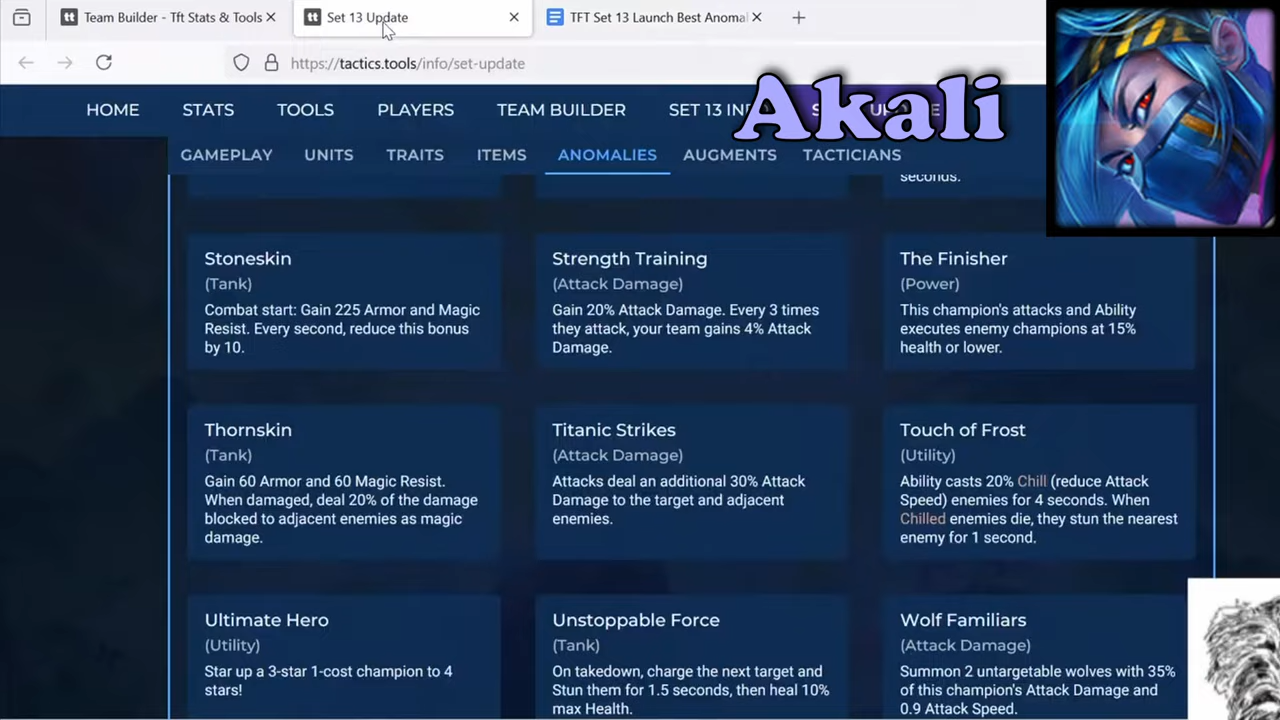 Team Builder - Tft Stats & Tools
Set 13 Update
TFT Set 13 Launch Best Anomal
https://tactics.tools/info/set-update
Akali
HOME
STATS
TOOLS
PLAYERS
TEAM BUILDER
SET 13 IN
GAMEPLAY
UNITS
TRAITS
ITEMS
ANOMALIES
AUGMENTS
TACTICIANS
seconds.
Stoneskin
(Tank)
Combat start: Gain 225 Armor and Magic
Resist. Every second, reduce this bonus
by 10.
Strength Training
(Attack Damage)
Gain 20% Attack Damage. Every 3 times
they attack, your team gains 4% Attack
Damage.
The Finisher
(Power)
This champion's attacks and Ability
executes enemy champions at 15%
health or lower.
Thornskin
(Tank)
Gain 60 Armor and 60 Magic Resist.
When damaged, deal 20% of the damage
blocked to adjacent enemies as magic
damage.
Titanic Strikes
(Attack Damage)
Attacks deal an additional 30% Attack
Damage to the target and adjacent
enemies.
Touch of Frost
(Utility)
Ability casts 20% Chill (reduce Attack
Speed) enemies for 4 seconds. When
Chilled enemies die, they stun the nearest
enemy for 1 second.
Ultimate Hero
(Utility)
Star up a 3-star 1-cost champion to 4
stars!
Unstoppable Force
(Tank)
On takedown, charge the next target and
Stun them for 1.5 seconds, then heal 10%
max Health.
Wolf Familiars
(Attack Damage)
Summon 2 untargetable wolves with 35%
of this champion's Attack Damage and
0.9 Attack Speed.